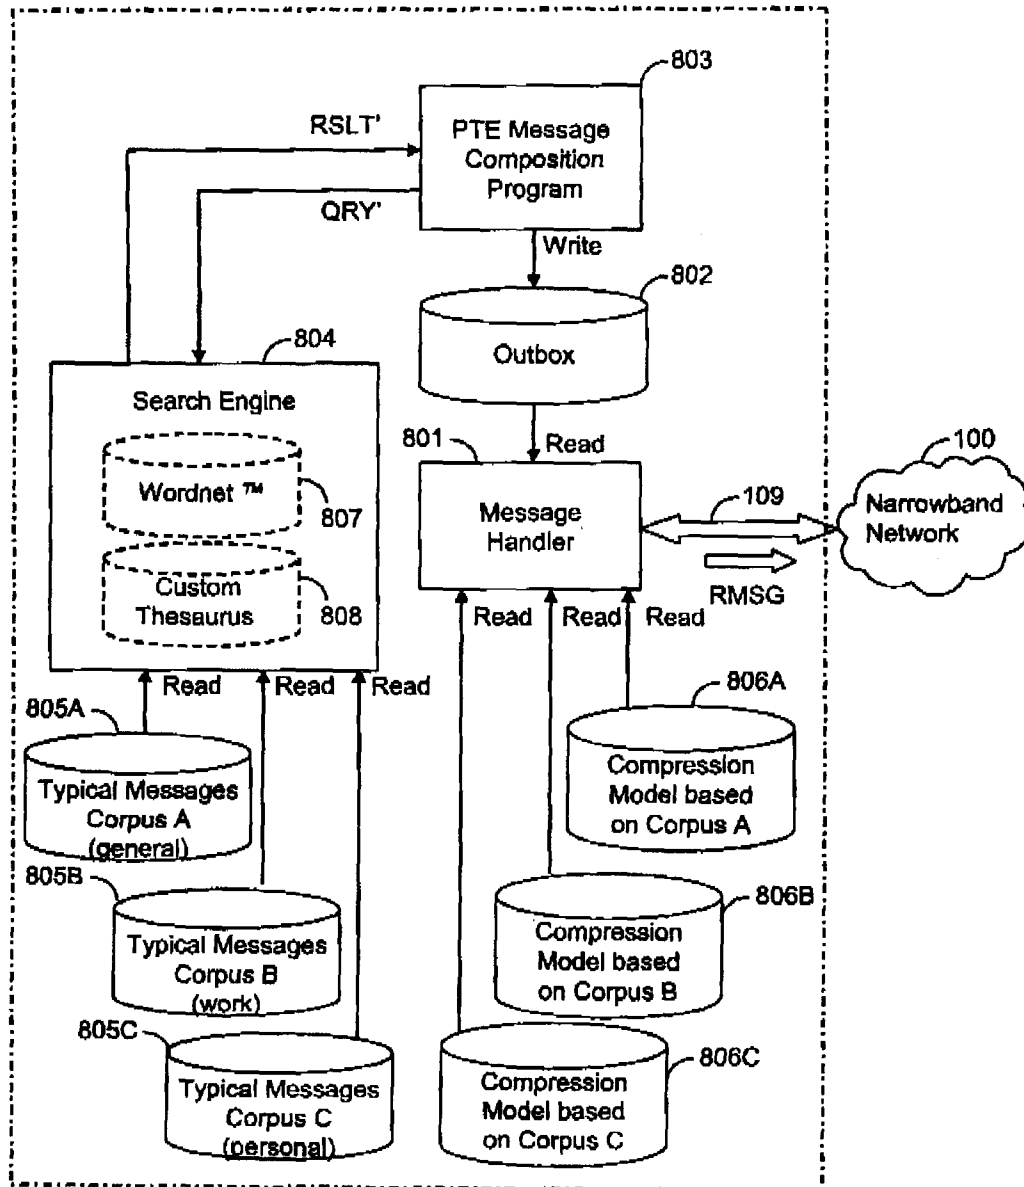 803
RSLT'
PTE Message
Composition
Program
QRY'
Write
802
804
Outbox
Search Engine
801
Read
100
Wordnet ™
807
Message
Handler
109
Narrowband
Network
Custom
Thesaurus
808
RMSG
Read
Read
Read
Read
Read
Read
805A
806A
Typical Messages
Corpus A
(general)
Compression
Model based
on Corpus A
805B
806B
Typical Messages
Corpus B
(work)
Compression
Model based
on Corpus B
805C
806C
Typical Messages
Corpus C
(personal)
Compression
Model based
on Corpus C